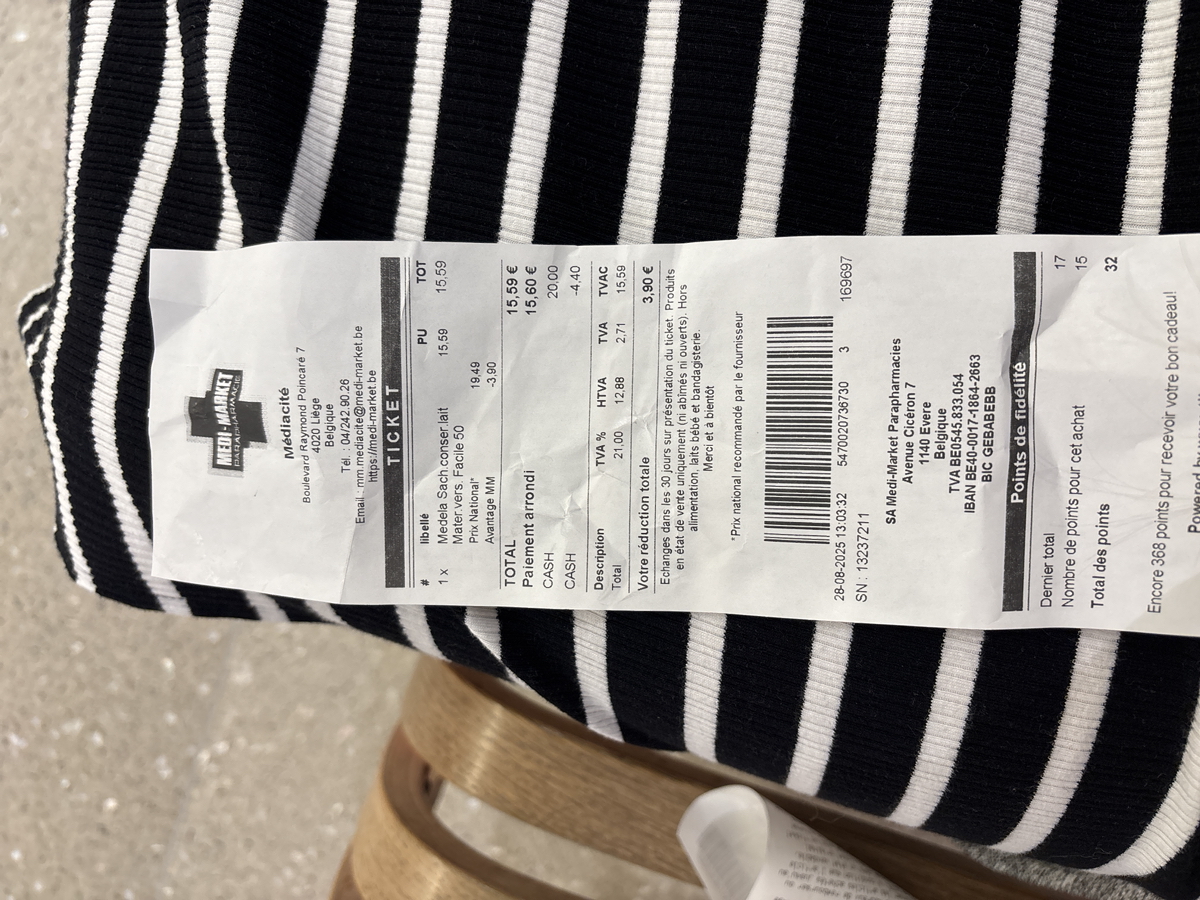 MEDI-MARKET
PARAPHARMACIE
Médiacité
Boulevard Raymond Poincaré 7
4020 Liège
Belgique
Tél. : 04/242.90.26
Email : mm.mediacite@medi-market.be
https://medi-market.be
TICKET
# libellé PU TOT
1 x Medela Sach.conser.lait 15,59 15,59
Mater.vers. Facile 50
Prix National* 19,49
Avantage MM -3,90
TOTAL 15,59 €
Paiement arrondi 15,60 €
CASH 20,00
CASH -4,40
Description TVA % HTVA TVA TVAC
Total 21,00 12,88 2,71 15,59
Votre réduction totale 3,90 €
Echanges dans les 30 jours sur présentation du ticket. Produits
en état de vente uniquement (ni abîmés ni ouverts). Hors
alimentation, laits bébé et bandagisterie.
Merci et à bientôt
*Prix national recommandé par le fournisseur
28-08-2025 13:03:32 5470020736730 3 169697
SN : 13237211
SA Medi-Market Parapharmacies
Avenue Cicéron 7
1140 Evere
Belgique
TVA BE0545.833.054
IBAN BE40-0017-1864-2663
BIC GEBABEBB
Points de fidélité
Dernier total 17
Nombre de points pour cet achat 15
Total des points 32
Encore 368 points pour recevoir votre bon cadeau!
Powered by